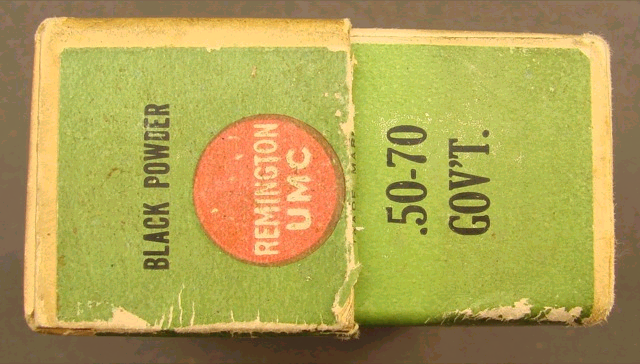 BLACK POWDER
REMINGTON
UMC
.50-70
GOV'T.